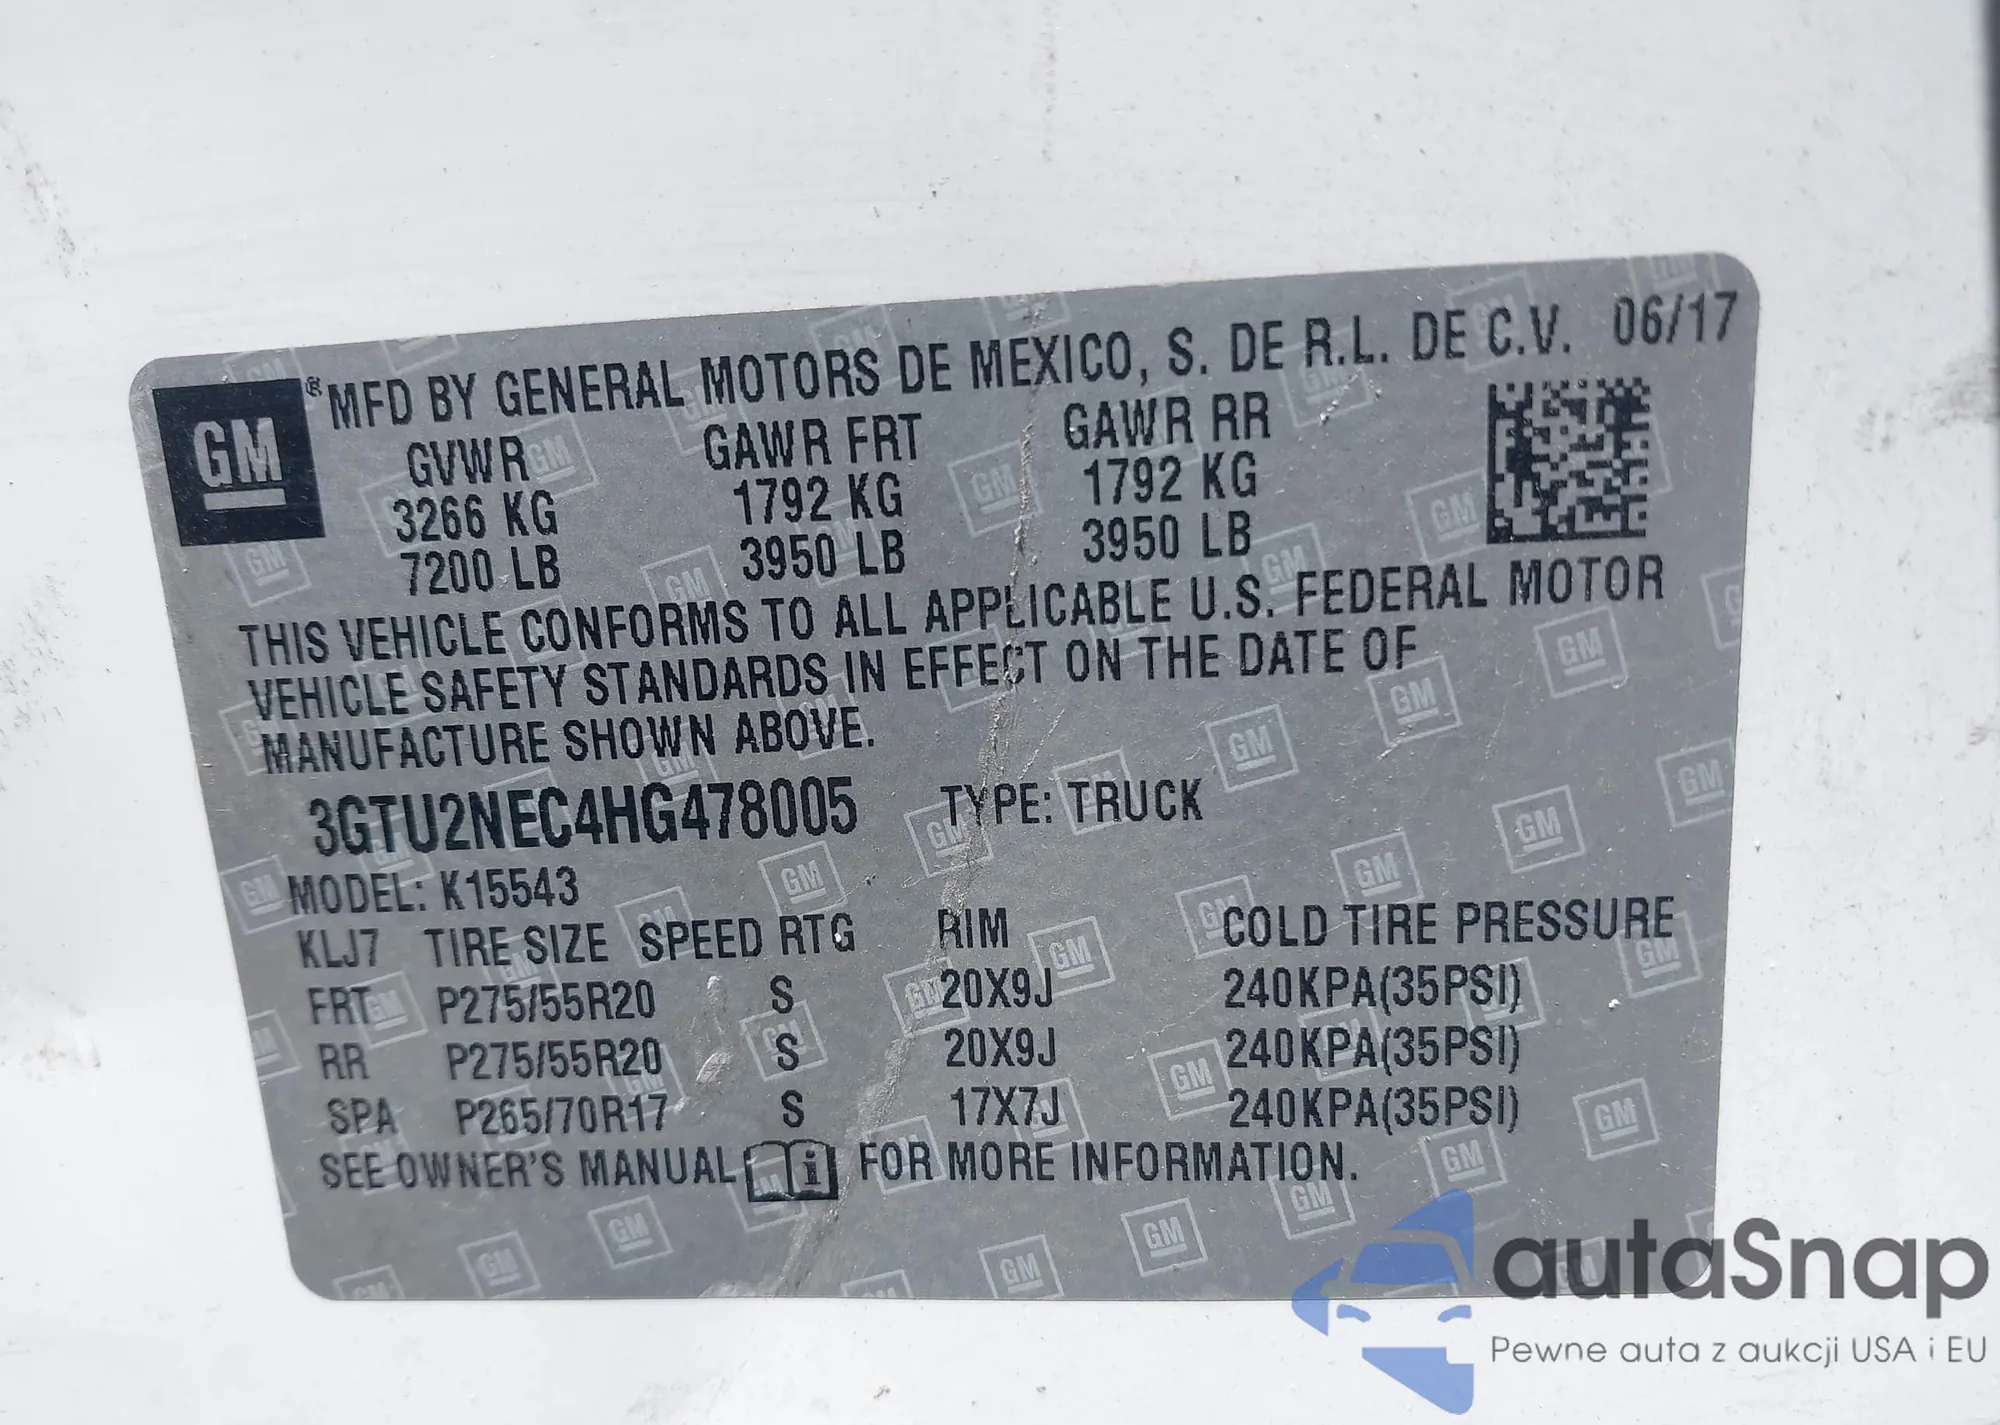 GM ® MFD BY GENERAL MOTORS DE MEXICO, S. DE R.L. DE C.V. 06/17
GVWR GAWR FRT GAWR RR
3266 KG 1792 KG 1792 KG
7200 LB 3950 LB 3950 LB
THIS VEHICLE CONFORMS TO ALL APPLICABLE U.S. FEDERAL MOTOR
VEHICLE SAFETY STANDARDS IN EFFECT ON THE DATE OF
MANUFACTURE SHOWN ABOVE.
3GTU2NEC4HG478005 TYPE: TRUCK
MODEL: K15543
KLJ7 TIRE SIZE SPEED RTG RIM COLD TIRE PRESSURE
FRT P275/55R20 S 20X9J 240KPA(35PSI)
RR P275/55R20 S 20X9J 240KPA(35PSI)
SPA P265/70R17 S 17X7J 240KPA(35PSI)
SEE OWNER'S MANUAL i FOR MORE INFORMATION.
autaSnap
Pewne auta z aukcji USA i EU